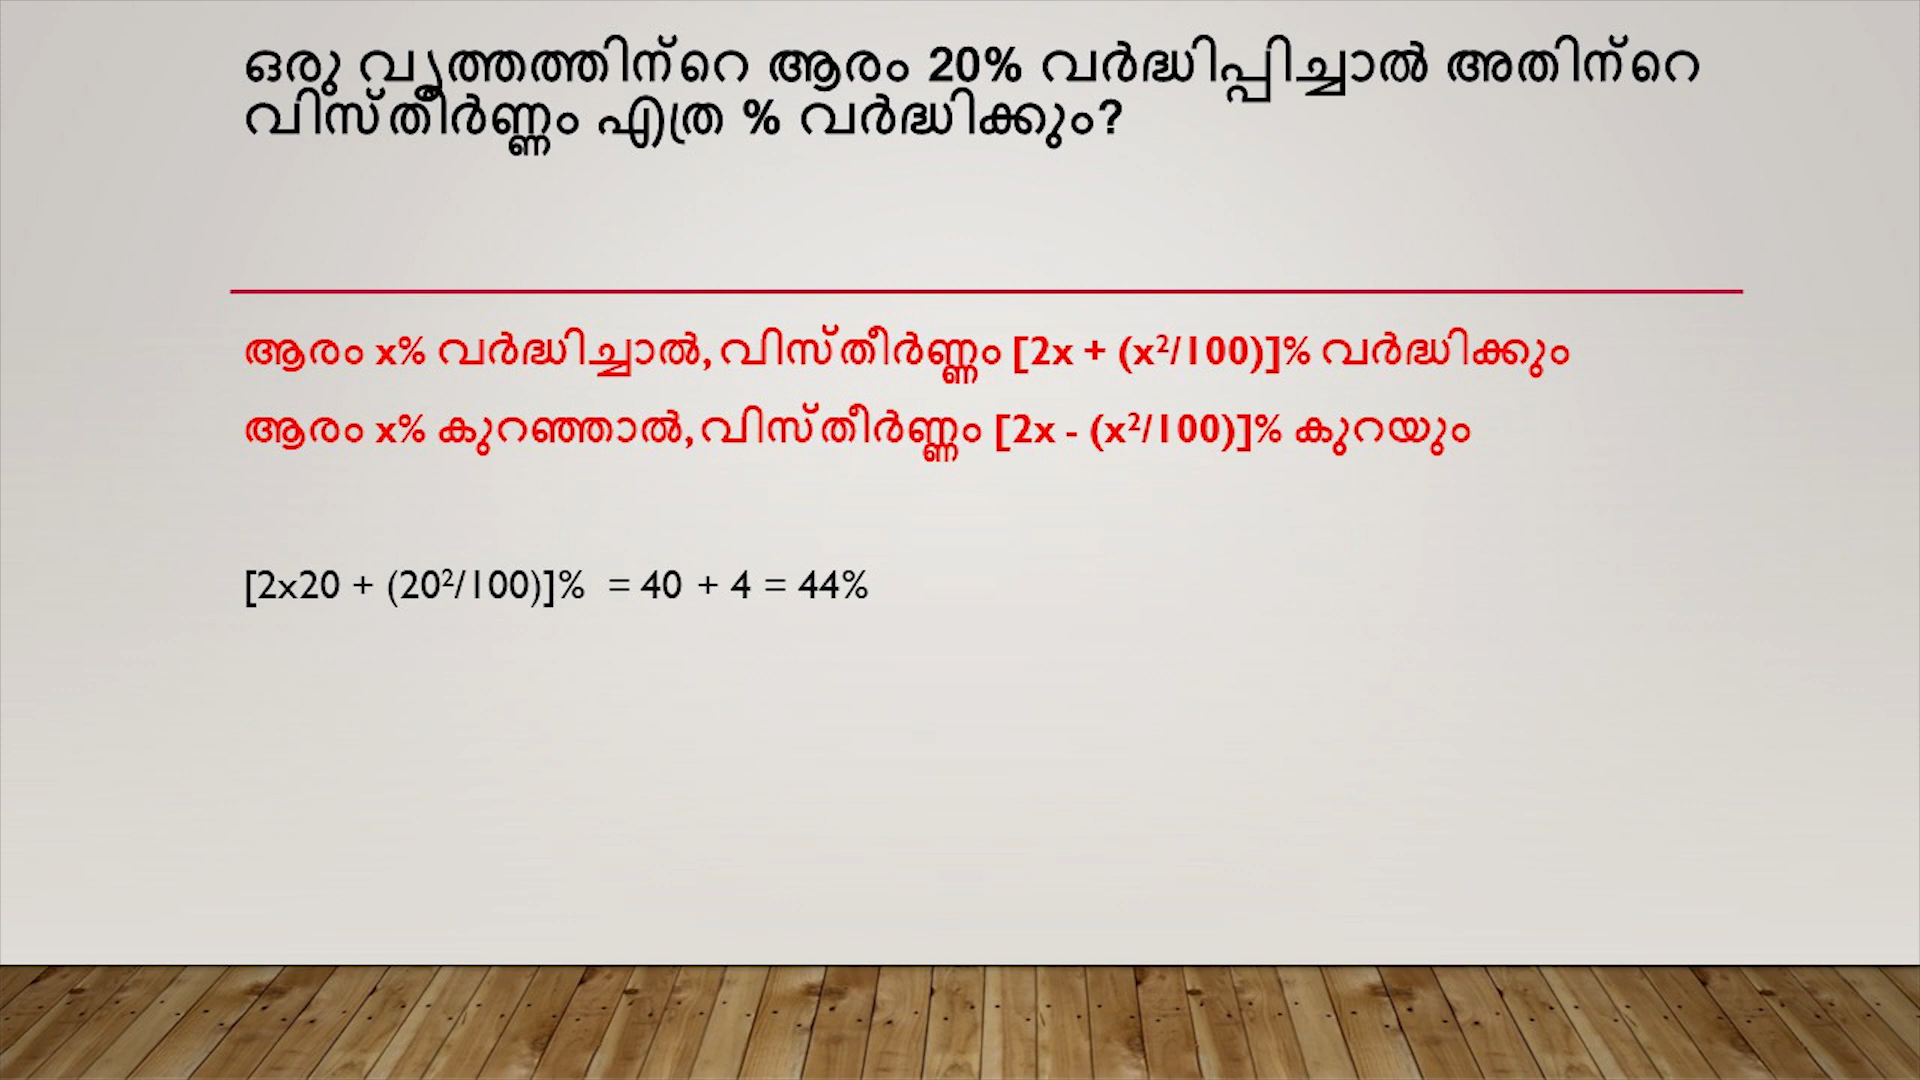 ഒരു വൃത്തത്തിന്റെ ആരം 20% വർദ്ധിപ്പിച്ചാൽ അതിന്റെ
വിസ്തീർണ്ണം എത്ര % വർദ്ധിക്കും?
ആരം x% വർദ്ധിച്ചാൽ, വിസ്തീർണ്ണം [2x + (x²/100)]% വർദ്ധിക്കും
ആരം x% കുറഞ്ഞാൽ, വിസ്തീർണ്ണം [2x - (x²/100)]% കുറയും
[2x20 + (20²/100)]% = 40 + 4 = 44%